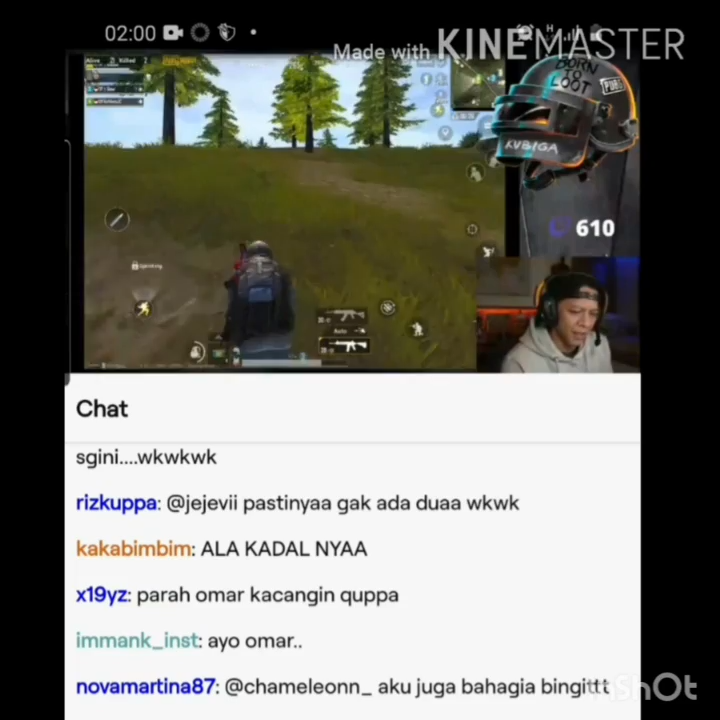 02:00
Made with KINEMASTER
BORN
TO
LOOT
PUBG
KUBIGA
610
Auto
Chat
sgini....wkwkwk
rizkuppa: @jejevii pastinyaa gak ada duaa wkwk
kakabimbim: ALA KADAL NYAA
x19yz: parah omar kacangin quppa
immank_inst: ayo omar..
novamartina87: @chameleonn_ aku juga bahagia bingittt